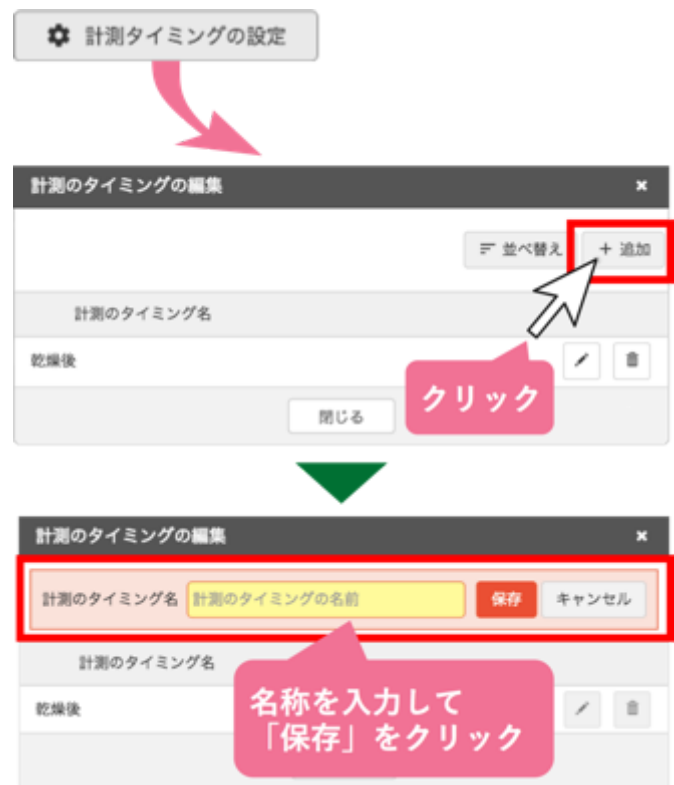 計測タイミングの設定
計測のタイミングの編集 ×
並べ替え + 追加
計測のタイミング名
乾燥後
クリック
閉じる
計測のタイミングの編集 ×
計測のタイミング名 計測のタイミングの名前 保存 キャンセル
計測のタイミング名
乾燥後
名称を入力して
「保存」をクリック